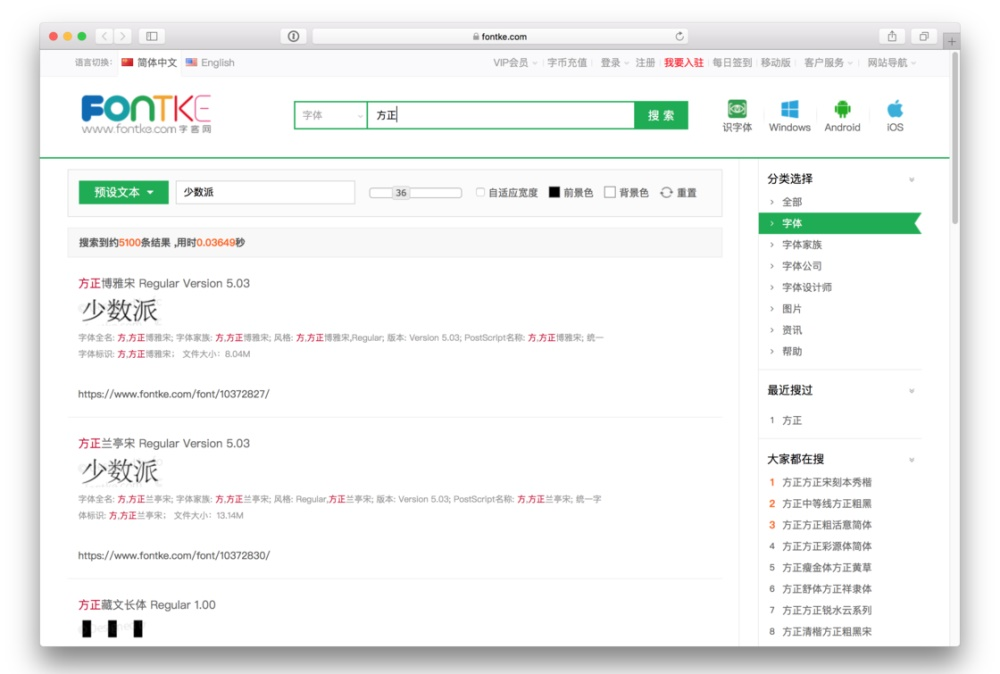 fontke.com
语言切换: 简体中文 English VIP会员 字币充值 登录 注册 我要入驻 每日签到 移动版 客户服务 网站导航
FONTKE
www.fontke.com 字客网
字体 方正 搜索
识字体 Windows Android iOS
预设文本 少数派 36 自适应宽度 前景色 背景色 重置
搜索到约5100条结果 ,用时0.03649秒
方正博雅宋 Regular Version 5.03
少数派
字体全名: 方,方正博雅宋; 字体家族: 方,方正博雅宋; 风格: 方,方正博雅宋,Regular; 版本: Version 5.03; PostScript名称: 方,方正博雅宋; 统一
字体标识: 方,方正博雅宋; 文件大小: 8.04M
https://www.fontke.com/font/10372827/
方正兰亭宋 Regular Version 5.03
少数派
字体全名: 方,方正兰亭宋; 字体家族: 方,方正兰亭宋; 风格: Regular,方正兰亭宋; 版本: Version 5.03; PostScript名称: 方,方正兰亭宋; 统一字
体标识: 方,方正兰亭宋; 文件大小: 13.14M
https://www.fontke.com/font/10372830/
方正藏文长体 Regular 1.00
分类选择
全部
字体
字体家族
字体公司
字体设计师
图片
资讯
帮助
最近搜过
1 方正
大家都在搜
1 方正方正宋刻本秀楷
2 方正中等线方正粗黑
3 方正方正粗活意简体
4 方正方正彩源体简体
5 方正瘦金体方正黄草
6 方正舒体方正祥隶体
7 方正方正锐水云系列
8 方正清楷方正粗黑宋